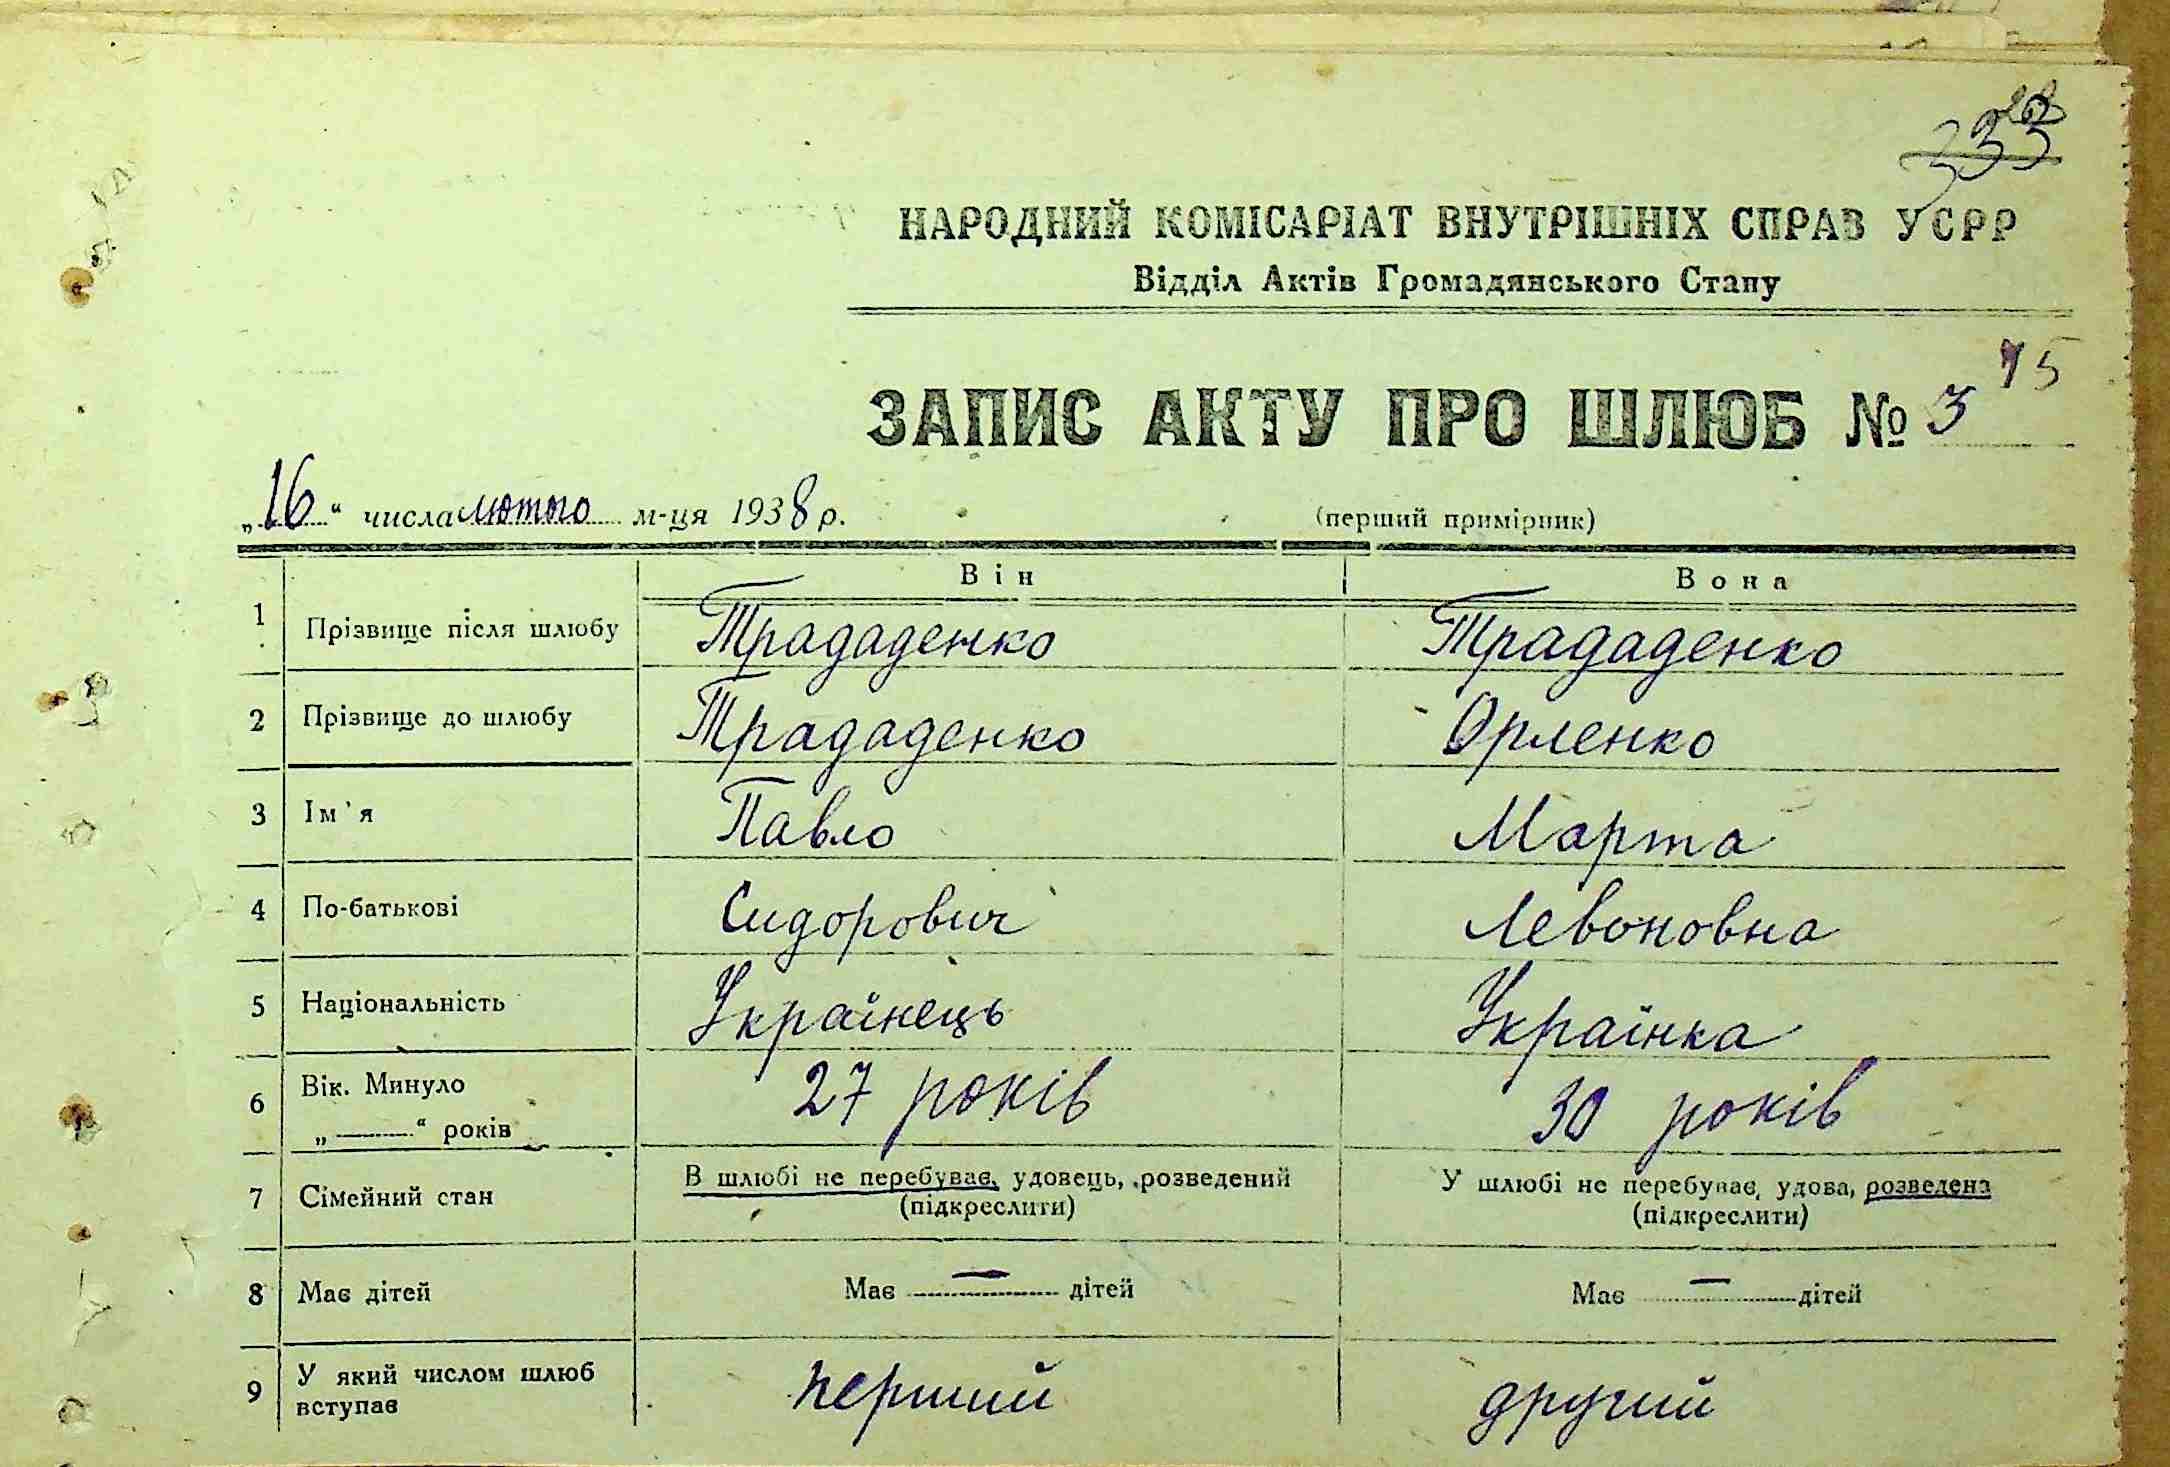 333
НАРОДНИЙ КОМІСАРІАТ ВНУТРІШНІХ СПРАВ УСРР
Відділ Актів Громадянського Стану
15
ЗАПИС АКТУ ПРО ШЛЮБ № 3
„16“ числа лютого м-ця 1938 р. (перший примірник)
Він Вона
1 Прізвище після шлюбу Трададенко Трададенко
2 Прізвище до шлюбу Трададенко Орленко
3 Ім'я Павло Марта
4 По-батькові Сидорович Левоновна
5 Національність Українець Українка
6 Вік. Минуло „——“ років 27 років 30 років
7 Сімейний стан В шлюбі не перебуває, удовець, розведений (підкреслити) У шлюбі не перебуває, удова, розведена (підкреслити)
8 Має дітей Має — дітей Має — дітей
9 У який числом шлюб вступає перший другий